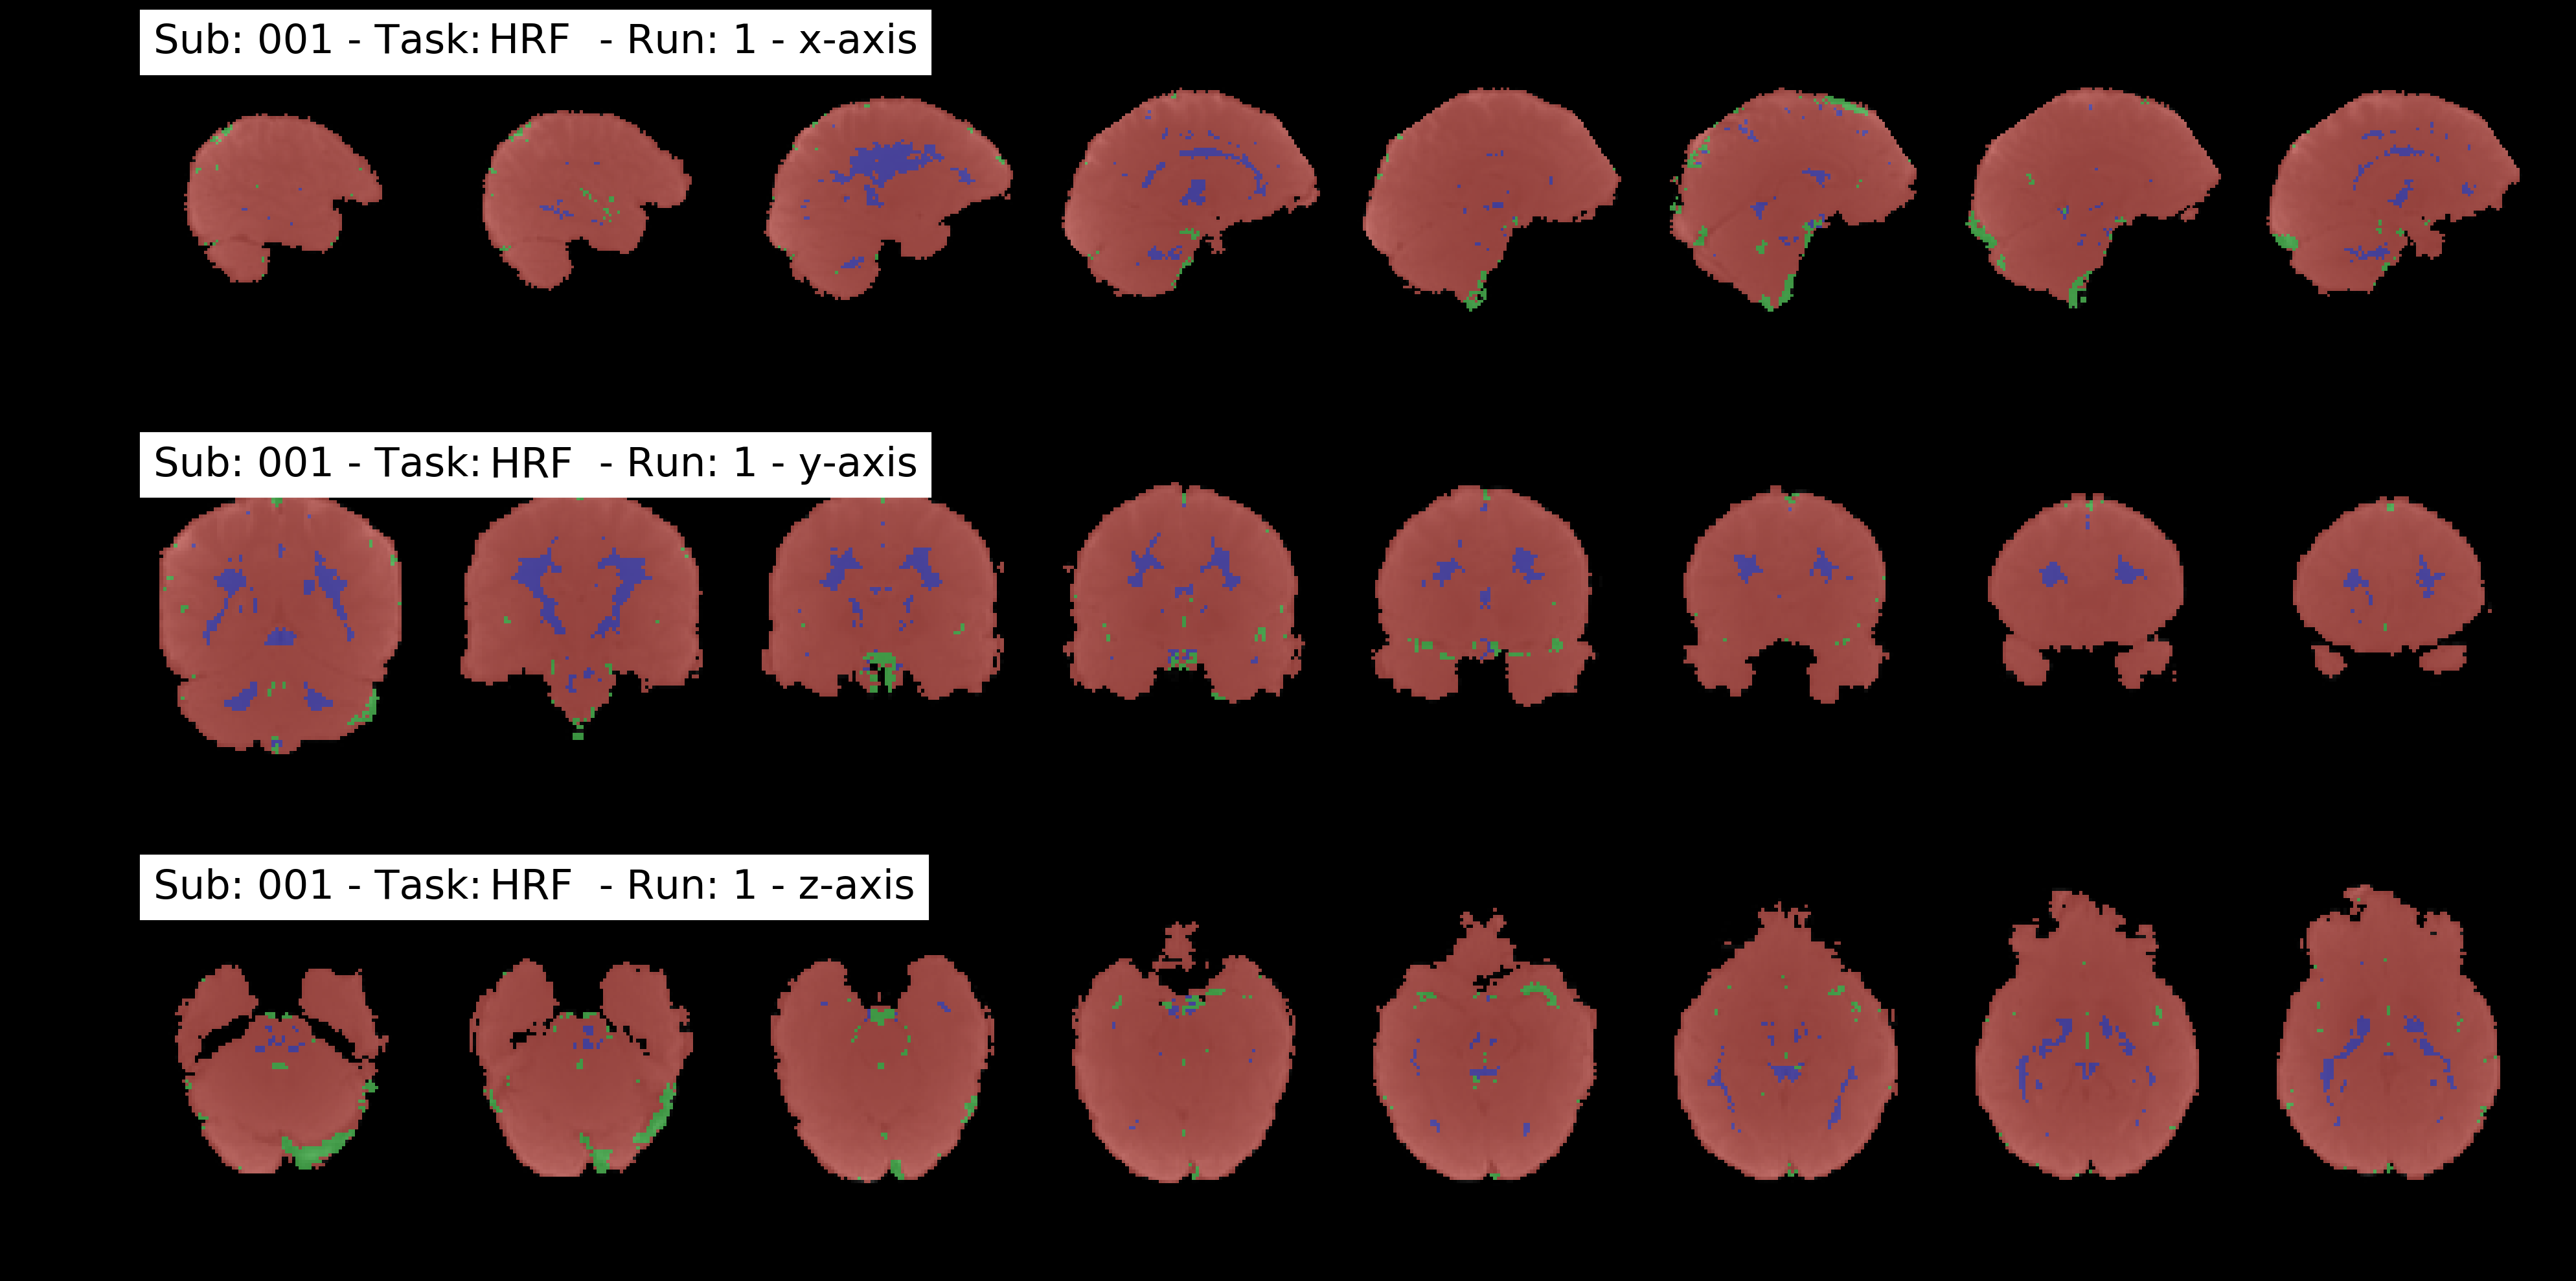 Sub: 001 - Task: HRF - Run: 1 - x-axis
Sub: 001 - Task: HRF - Run: 1 - y-axis
Sub: 001 - Task: HRF - Run: 1 - z-axis